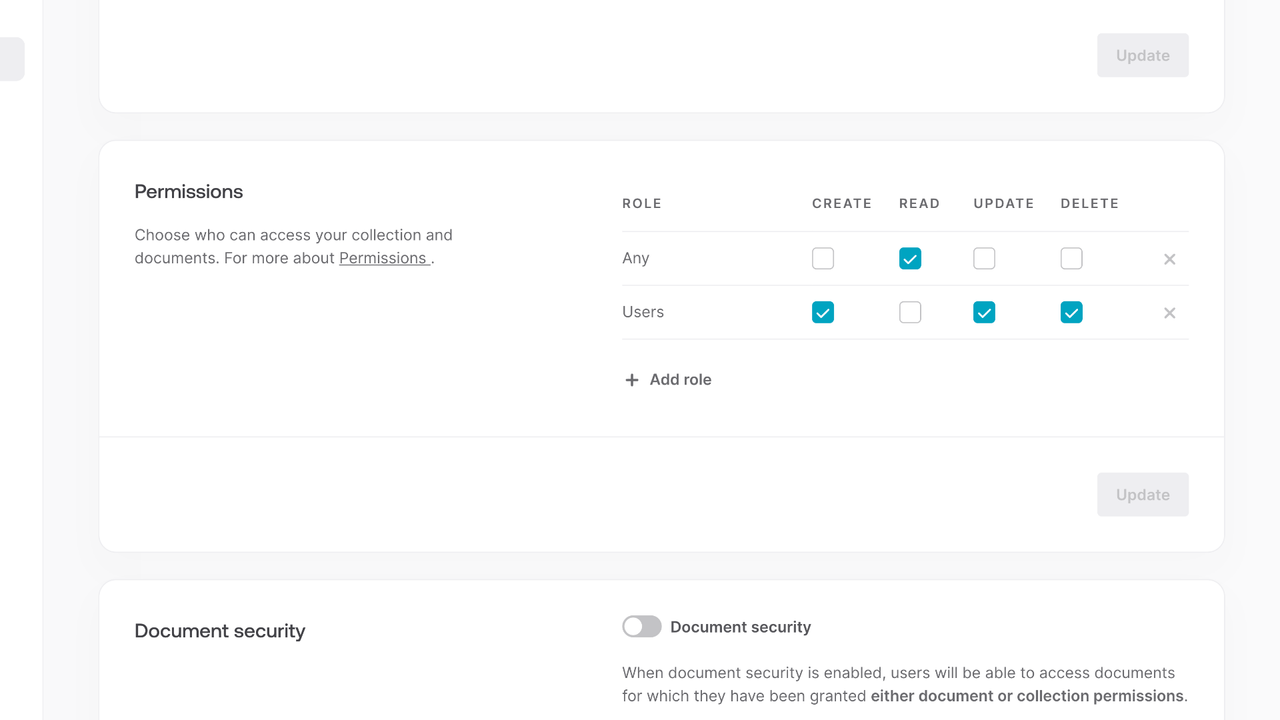 Update
Permissions
Choose who can access your collection and
documents. For more about Permissions .
ROLE CREATE READ UPDATE DELETE
Any
Users
Add role
Update
Document security
Document security
When document security is enabled, users will be able to access documents
for which they have been granted either document or collection permissions.